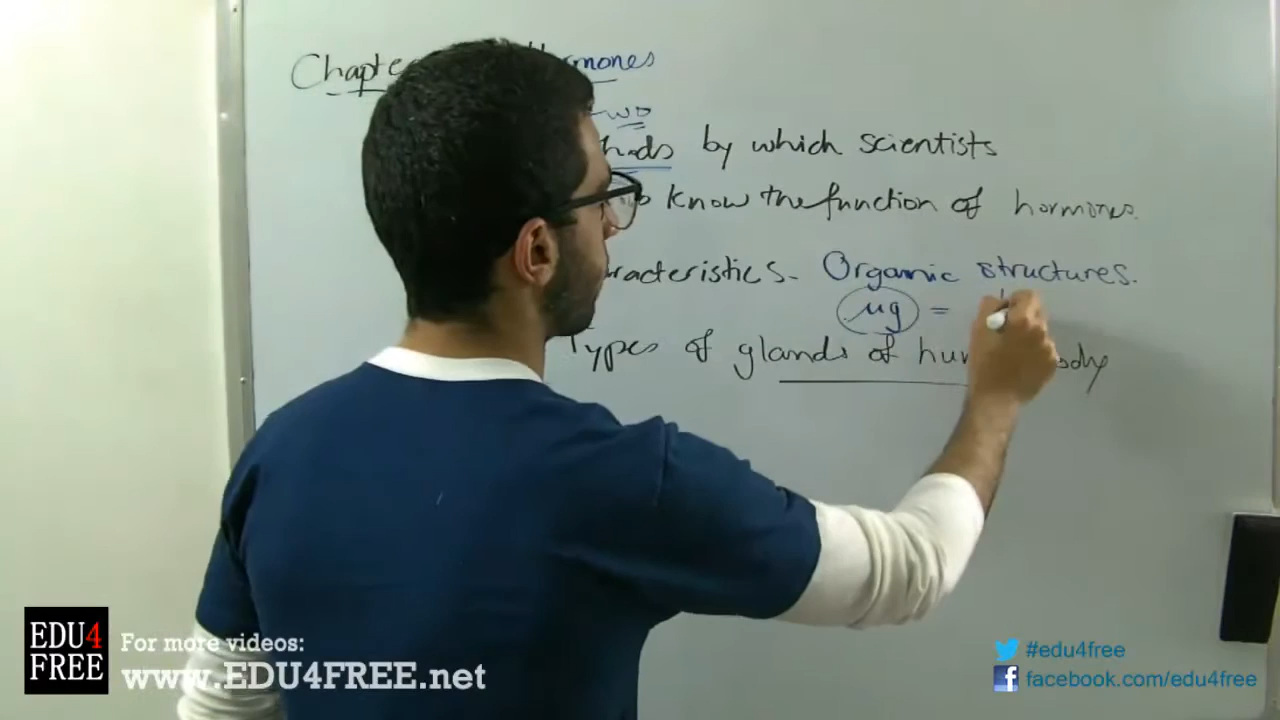 Chapte mones
two
hods by which scientists
know the function of hormones.
racteristics. Organic structures.
µg =
Types of glands of hu ody
EDU4
FREE
For more videos:
www.EDU4FREE.net
#edu4free
facebook.com/edu4free